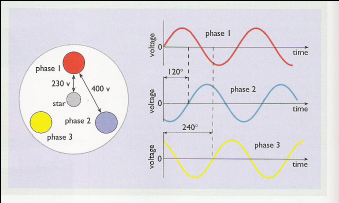 phase 1
230 v
400 v
star
phase 2
phase 3
voltage
0
phase 1
time
120°
voltage
0
phase 2
time
240°
voltage
0
phase 3
time